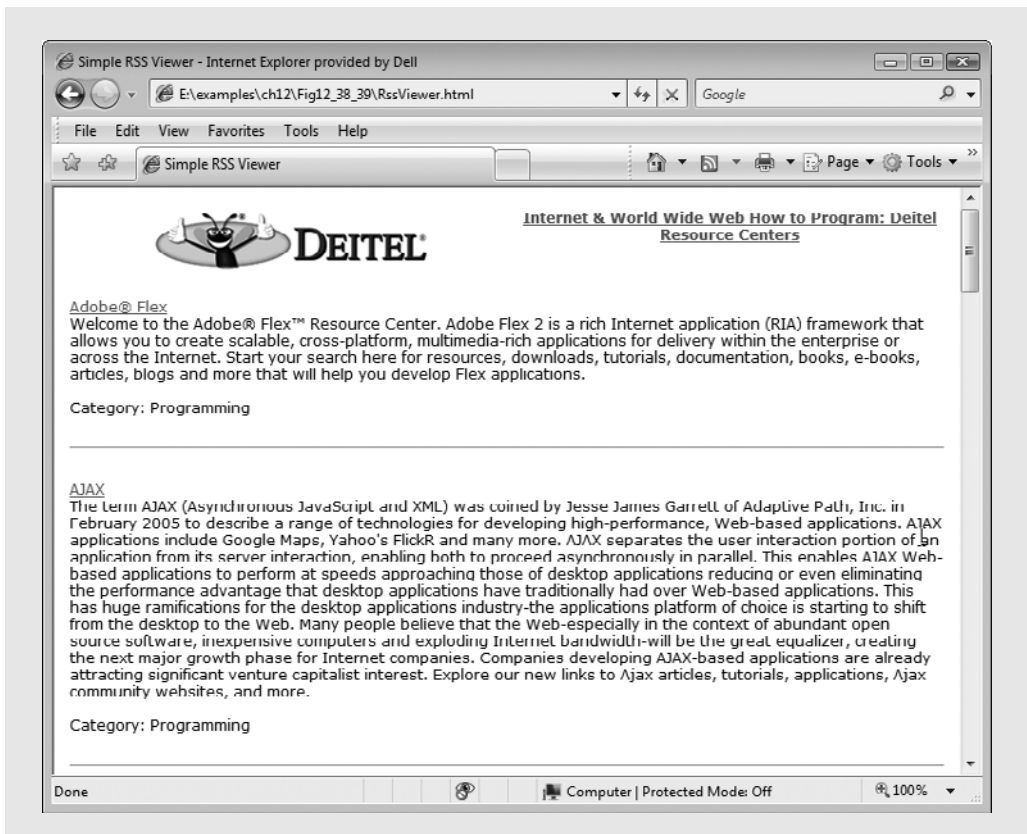 Simple RSS Viewer - Internet Explorer provided by Dell
E:\examples\ch12\Fig12_38_39\RssViewer.html
Google
File Edit View Favorites Tools Help
Simple RSS Viewer
Page
Tools
DEITEL®
Internet & World Wide Web How to Program: Deitel
Resource Centers
Adobe® Flex
Welcome to the Adobe® Flex™ Resource Center. Adobe Flex 2 is a rich Internet application (RIA) framework that
allows you to create scalable, cross-platform, multimedia-rich applications for delivery within the enterprise or
across the Internet. Start your search here for resources, downloads, tutorials, documentation, books, e-books,
articles, blogs and more that will help you develop Flex applications.
Category: Programming
AJAX
The term AJAX (Asynchronous JavaScript and XML) was coined by Jesse James Garrett of Adaptive Path, Inc. in
February 2005 to describe a range of technologies for developing high-performance, Web-based applications. AJAX
applications include Google Maps, Yahoo's FlickR and many more. AJAX separates the user interaction portion of an
application from its server interaction, enabling both to proceed asynchronously in parallel. This enables AJAX Web-
based applications to perform at speeds approaching those of desktop applications reducing or even eliminating
the performance advantage that desktop applications have traditionally had over Web-based applications. This
has huge ramifications for the desktop applications industry-the applications platform of choice is starting to shift
from the desktop to the Web. Many people believe that the Web-especially in the context of abundant open
source software, inexpensive computers and exploding Internet bandwidth-will be the great equalizer, creating
the next major growth phase for Internet companies. Companies developing AJAX-based applications are already
attracting significant venture capitalist interest. Explore our new links to Ajax articles, tutorials, applications, Ajax
community websites, and more.
Category: Programming
Done
Computer | Protected Mode: Off
100%